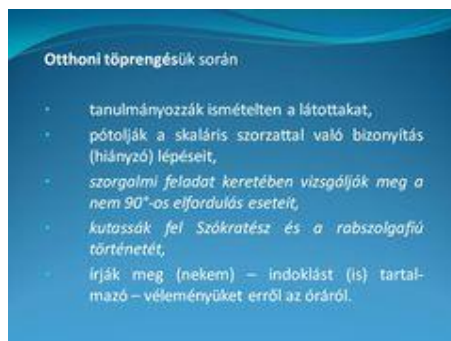 Otthoni töprengésük során
• tanulmányozzák ismételten a látottakat,
• pótolják a skaláris szorzattal való bizonyítás
(hiányzó) lépéseit,
• szorgalmi feladat keretében vizsgálják meg a
nem 90°-os elfordulás eseteit,
• kutassák fel Szókratész és a rabszolgafiú
történetét,
• írják meg (nekem) – indoklást (is) tartal-
mazó – véleményüket erről az óráról.